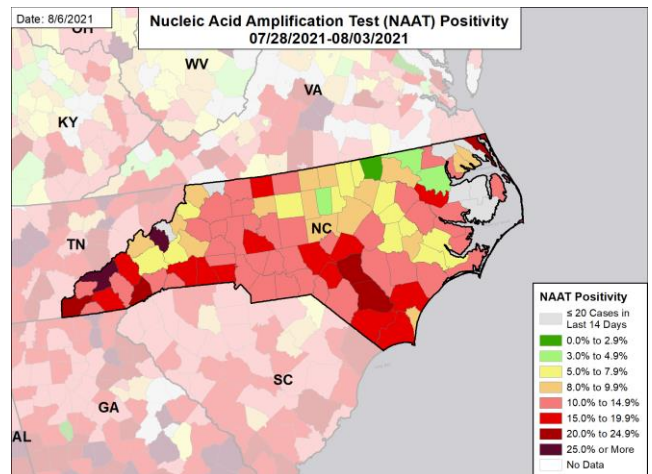 Date: 8/6/2021
Nucleic Acid Amplification Test (NAAT) Positivity
07/28/2021-08/03/2021
OH
WV
VA
KY
TN
NC
SC
GA
AL
NAAT Positivity
≤ 20 Cases in
Last 14 Days
0.0% to 2.9%
3.0% to 4.9%
5.0% to 7.9%
8.0% to 9.9%
10.0% to 14.9%
15.0% to 19.9%
20.0% to 24.9%
25.0% or More
No Data